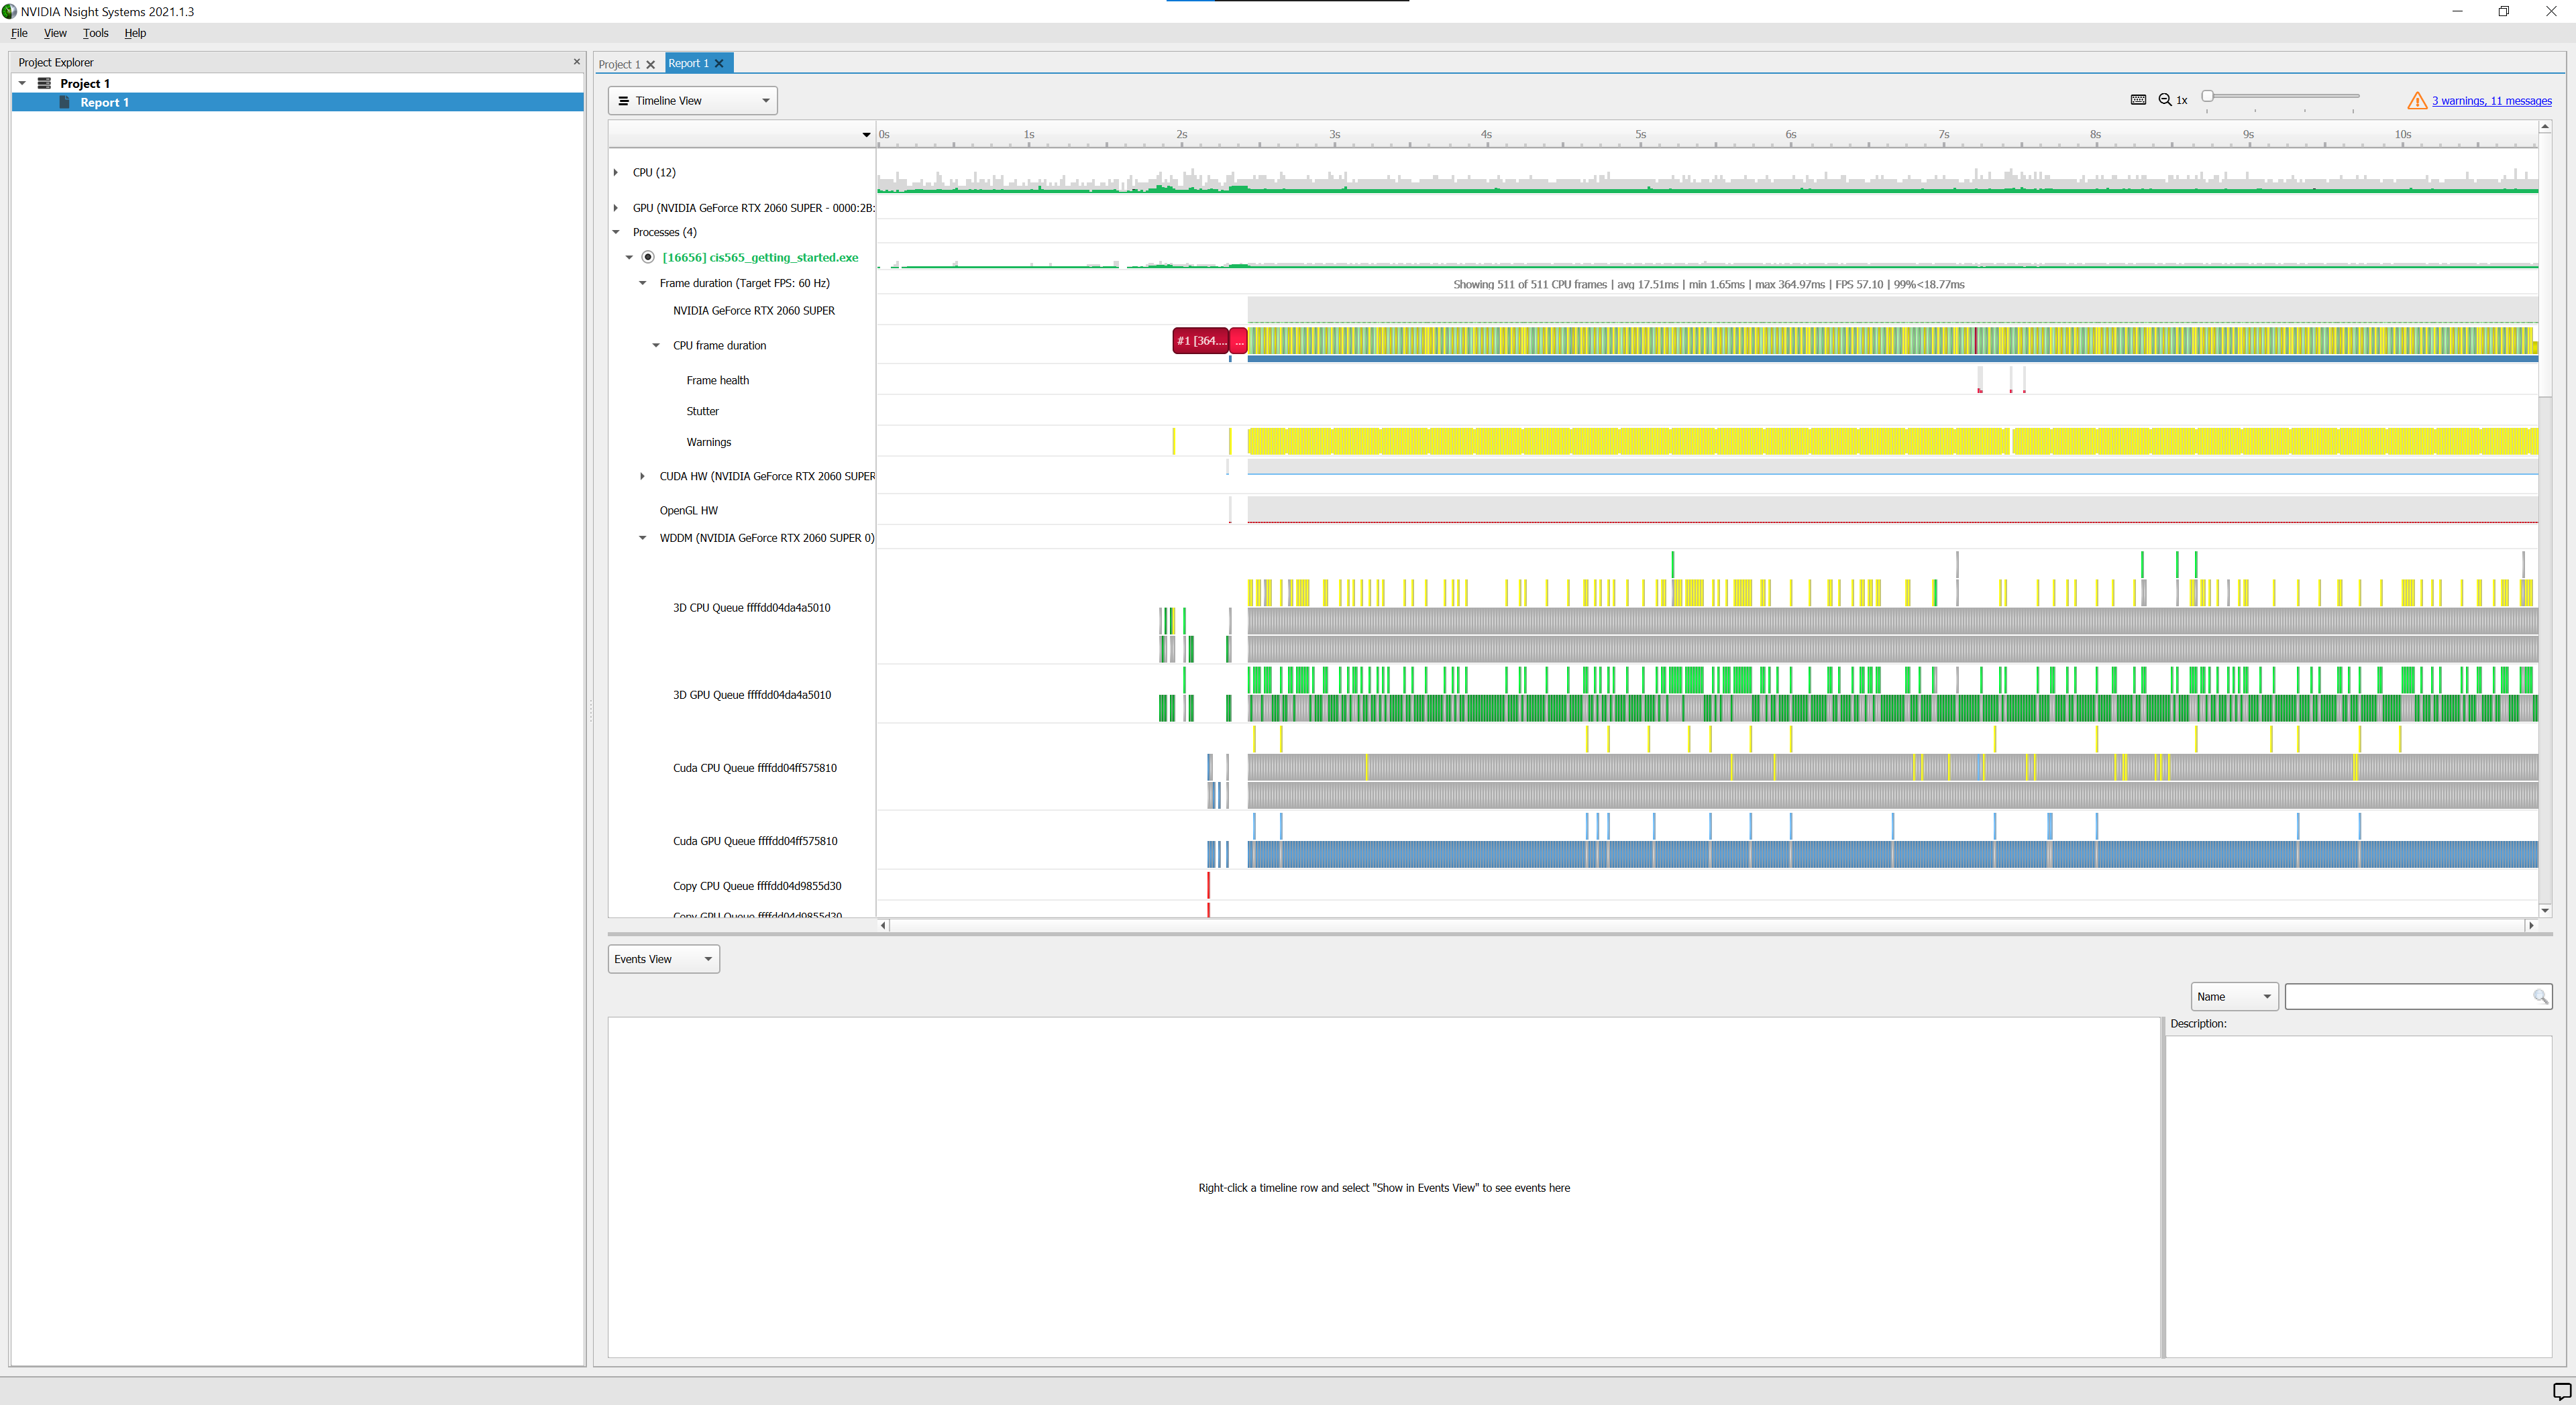 NVIDIA Nsight Systems 2021.1.3
File View Tools Help
Project Explorer
Project 1
Report 1
Project 1 Report 1
Timeline View
1x
3 warnings, 11 messages
0s 1s 2s 3s 4s 5s 6s 7s 8s 9s 10s
CPU (12)
GPU (NVIDIA GeForce RTX 2060 SUPER - 0000:2B:
Processes (4)
[16656] cis565_getting_started.exe
Frame duration (Target FPS: 60 Hz)
Showing 511 of 511 CPU frames | avg 17.51ms | min 1.65ms | max 364.97ms | FPS 57.10 | 99%<18.77ms
NVIDIA GeForce RTX 2060 SUPER
CPU frame duration
#1 [364.... ...
Frame health
Stutter
Warnings
CUDA HW (NVIDIA GeForce RTX 2060 SUPER
OpenGL HW
WDDM (NVIDIA GeForce RTX 2060 SUPER 0)
3D CPU Queue ffffdd04da4a5010
3D GPU Queue ffffdd04da4a5010
Cuda CPU Queue ffffdd04ff575810
Cuda GPU Queue ffffdd04ff575810
Copy CPU Queue ffffdd04d9855d30
Copy GPU Queue ffffdd04d9855d30
Events View
Name
Description:
Right-click a timeline row and select "Show in Events View" to see events here